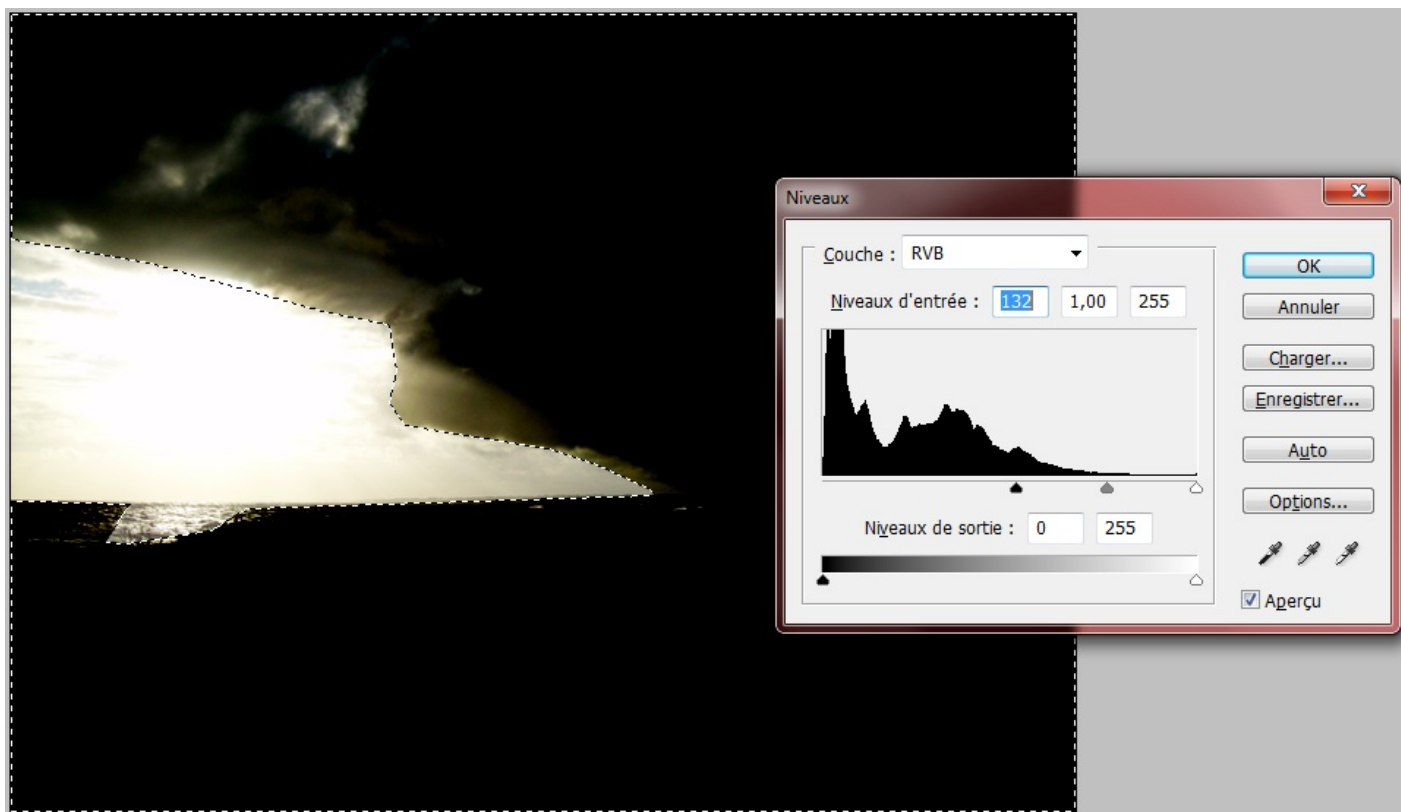 Niveaux
Couche : RVB
Niveaux d'entrée : 132 1,00 255
Niveaux de sortie : 0 255
OK
Annuler
Charger...
Enregistrer...
Auto
Options...
Aperçu